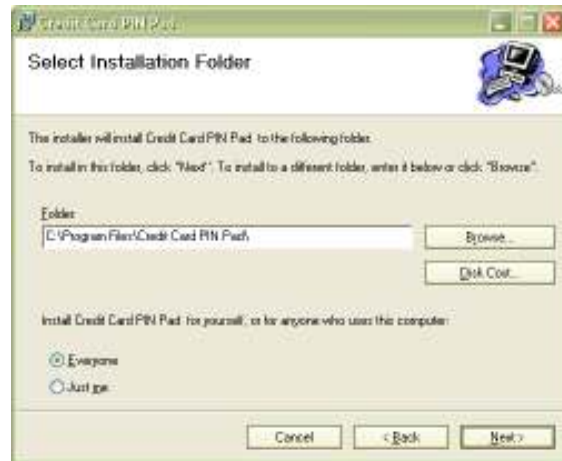 Credit Card PIN Pad
Select Installation Folder
The installer will install Credit Card PIN Pad to the following folder.
To install in this folder, click "Next". To install to a different folder, enter it below or click "Browse".
Folder:
C:\Program Files\Credit Card PIN Pad\
Browse...
Disk Cost...
Install Credit Card PIN Pad for yourself, or for anyone who uses this computer:
Everyone
Just me
Cancel
< Back
Next >